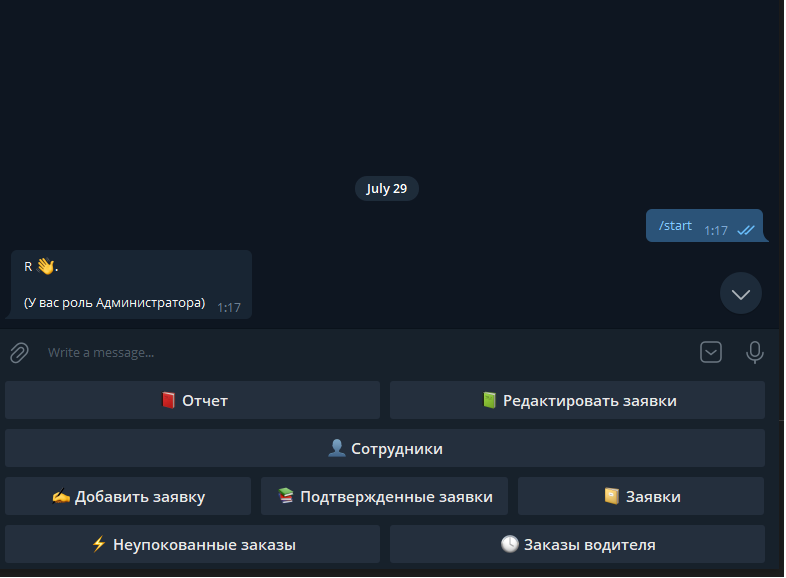 July 29
/start 1:17
R 👋.
(У вас роль Администратора) 1:17
Write a message...
📕 Отчет
📗 Редактировать заявки
👤 Сотрудники
✍️ Добавить заявку
📚 Подтвержденные заявки
📔 Заявки
⚡ Неупокованные заказы
🕓 Заказы водителя